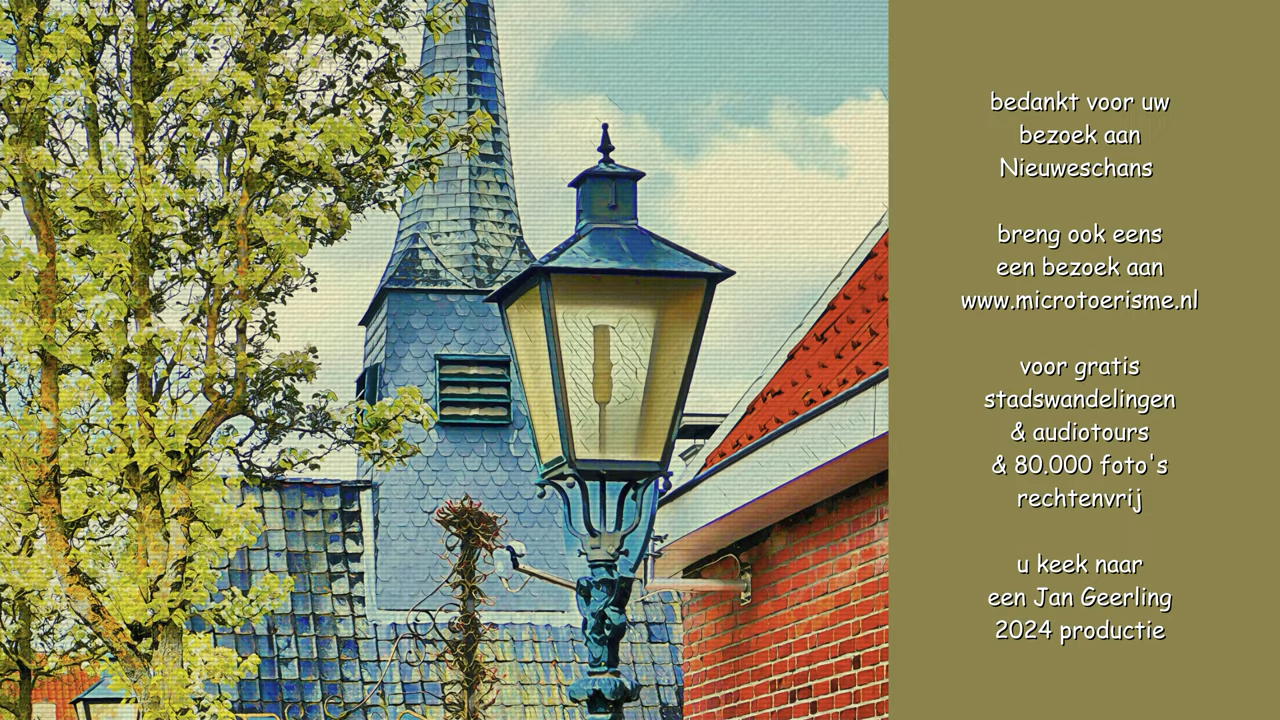 bedankt voor uw
bezoek aan
Nieuweschans
breng ook eens
een bezoek aan
www.microtoerisme.nl
voor gratis
stadswandelingen
& audiotours
& 80.000 foto's
rechtenvrij
u keek naar
een Jan Geerling
2024 productie